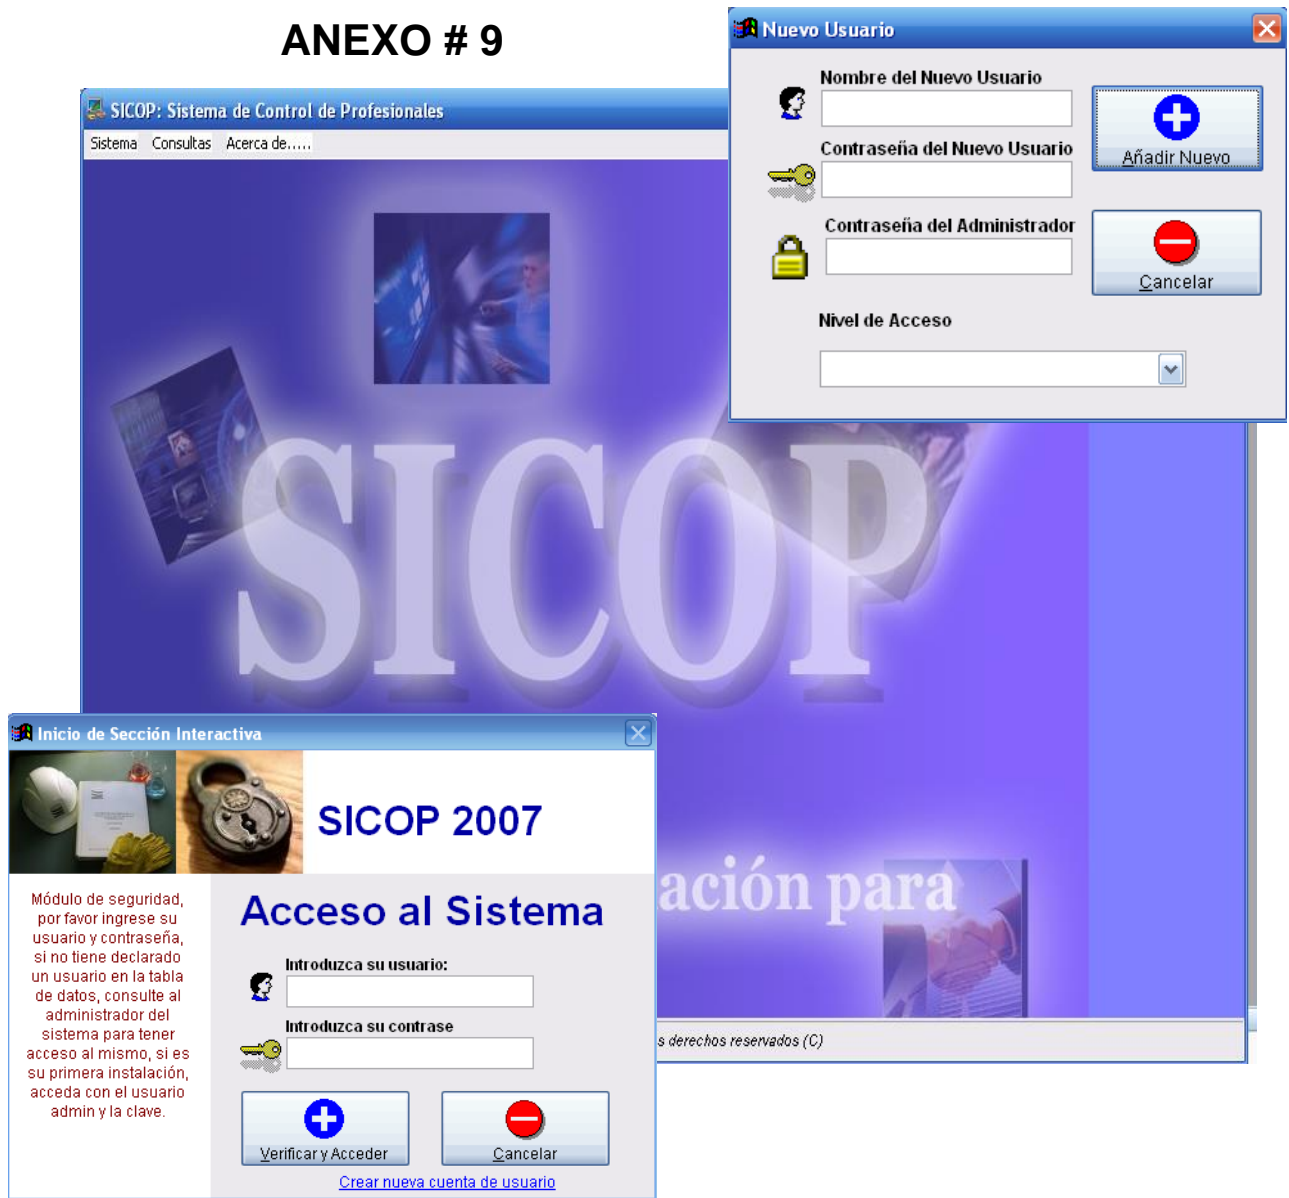 ANEXO # 9
Nuevo Usuario
Nombre del Nuevo Usuario
Contraseña del Nuevo Usuario
Contraseña del Administrador
Nivel de Acceso
Añadir Nuevo
Cancelar
SICOP: Sistema de Control de Profesionales
Sistema Consultas Acerca de.....
SICOP
ación para
s derechos reservados (C)
Inicio de Sección Interactiva
SICOP 2007
Módulo de seguridad,
por favor ingrese su
usuario y contraseña,
si no tiene declarado
un usuario en la tabla
de datos, consulte al
administrador del
sistema para tener
acceso al mismo, si es
su primera instalación,
acceda con el usuario
admin y la clave.
Acceso al Sistema
Introduzca su usuario:
Introduzca su contrase
Verificar y Acceder
Cancelar
Crear nueva cuenta de usuario